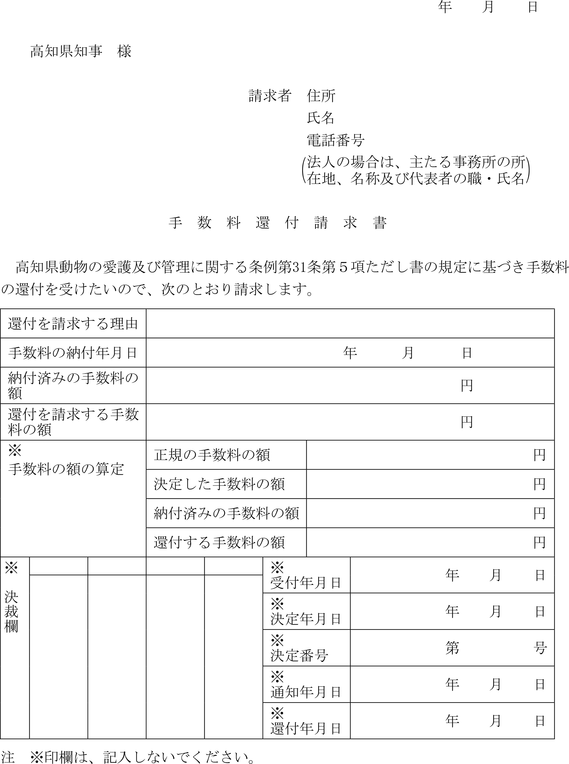 年　　月　　日
高知県知事　様
請求者　住所
氏名
電話番号
(法人の場合は、主たる事務所の所
在地、名称及び代表者の職・氏名)
手　数　料　還　付　請　求　書
高知県動物の愛護及び管理に関する条例第31条第５項ただし書の規定に基づき手数料
の還付を受けたいので、次のとおり請求します。
還付を請求する理由
手数料の納付年月日　年　　月　　日
納付済みの手数料の
額　円
還付を請求する手数
料の額　円
※
手数料の額の算定
正規の手数料の額　円
決定した手数料の額　円
納付済みの手数料の額　円
還付する手数料の額　円
※
決裁欄
※
受付年月日　年　　月　　日
※
決定年月日　年　　月　　日
※
決定番号　第　　号
※
通知年月日　年　　月　　日
※
還付年月日　年　　月　　日
注　※印欄は、記入しないでください。